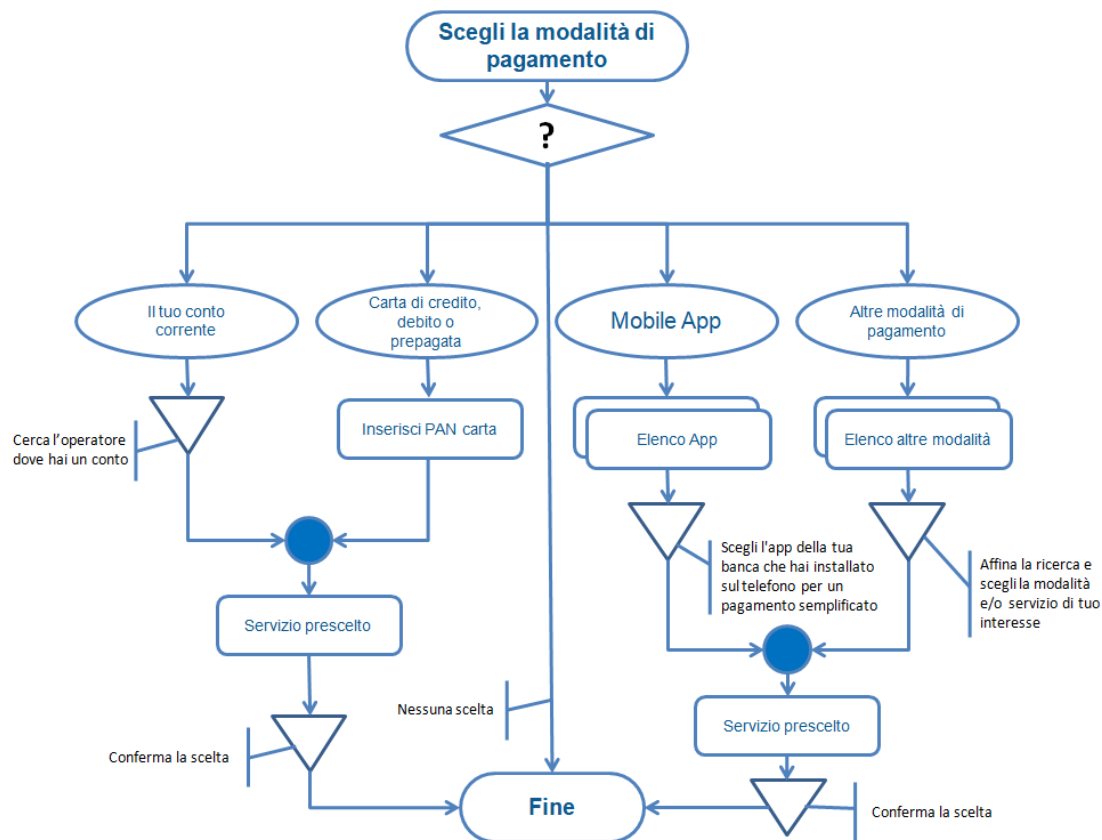 Scegli la modalità di
pagamento
?
Il tuo conto
corrente
Carta di credito,
debito o
prepagata
Mobile App
Altre modalità di
pagamento
Cerca l'operatore
dove hai un conto
Inserisci PAN carta
Elenco App
Elenco altre modalità
Scegli l'app della tua
banca che hai installato
sul telefono per un
pagamento semplificato
Affina la ricerca e
scegli la modalità
e/o servizio di tuo
interesse
Servizio prescelto
Nessuna scelta
Servizio prescelto
Conferma la scelta
Fine
Conferma la scelta